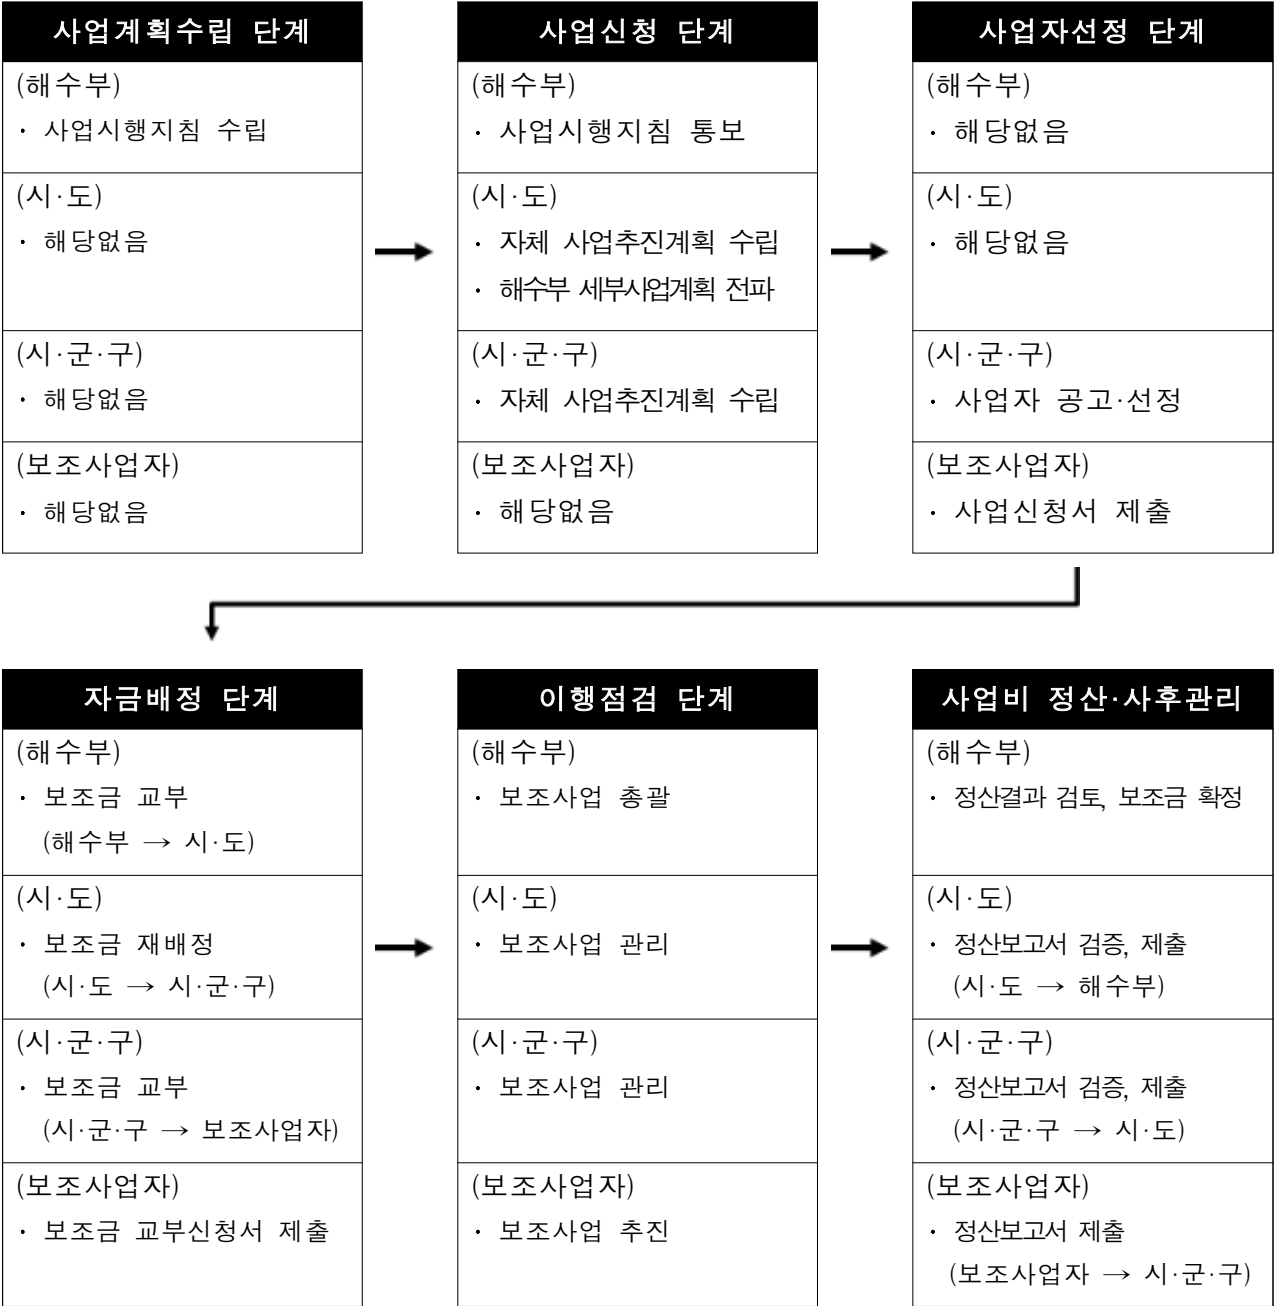 사업계획수립 단계
(해수부)
· 사업시행지침 수립
(시·도)
· 해당없음
(시·군·구)
· 해당없음
(보조사업자)
· 해당없음
사업신청 단계
(해수부)
· 사업시행지침 통보
(시·도)
· 자체 사업추진계획 수립
· 해수부 세부사업계획 전파
(시·군·구)
· 자체 사업추진계획 수립
(보조사업자)
· 해당없음
사업자선정 단계
(해수부)
· 해당없음
(시·도)
· 해당없음
(시·군·구)
· 사업자 공고·선정
(보조사업자)
· 사업신청서 제출
자금배정 단계
(해수부)
· 보조금 교부
(해수부 → 시·도)
(시·도)
· 보조금 재배정
(시·도 → 시·군·구)
(시·군·구)
· 보조금 교부
(시·군·구 → 보조사업자)
(보조사업자)
· 보조금 교부신청서 제출
이행점검 단계
(해수부)
· 보조사업 총괄
(시·도)
· 보조사업 관리
(시·군·구)
· 보조사업 관리
(보조사업자)
· 보조사업 추진
사업비 정산·사후관리
(해수부)
· 정산결과 검토, 보조금 확정
(시·도)
· 정산보고서 검증, 제출
(시·도 → 해수부)
(시·군·구)
· 정산보고서 검증, 제출
(시·군·구 → 시·도)
(보조사업자)
· 정산보고서 제출
(보조사업자 → 시·군·구)